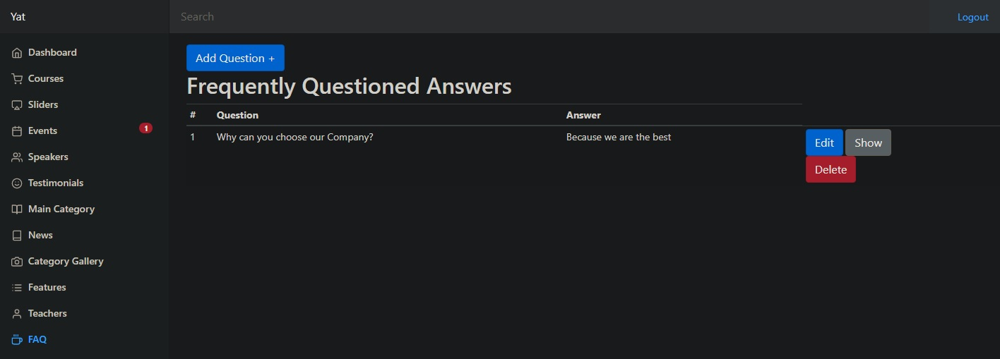 Yat
Search
Logout
Dashboard
Courses
Sliders
Events 1
Speakers
Testimonials
Main Category
News
Category Gallery
Features
Teachers
FAQ
Add Question +
Frequently Questioned Answers
# Question Answer
1 Why can you choose our Company? Because we are the best Edit Show
Delete